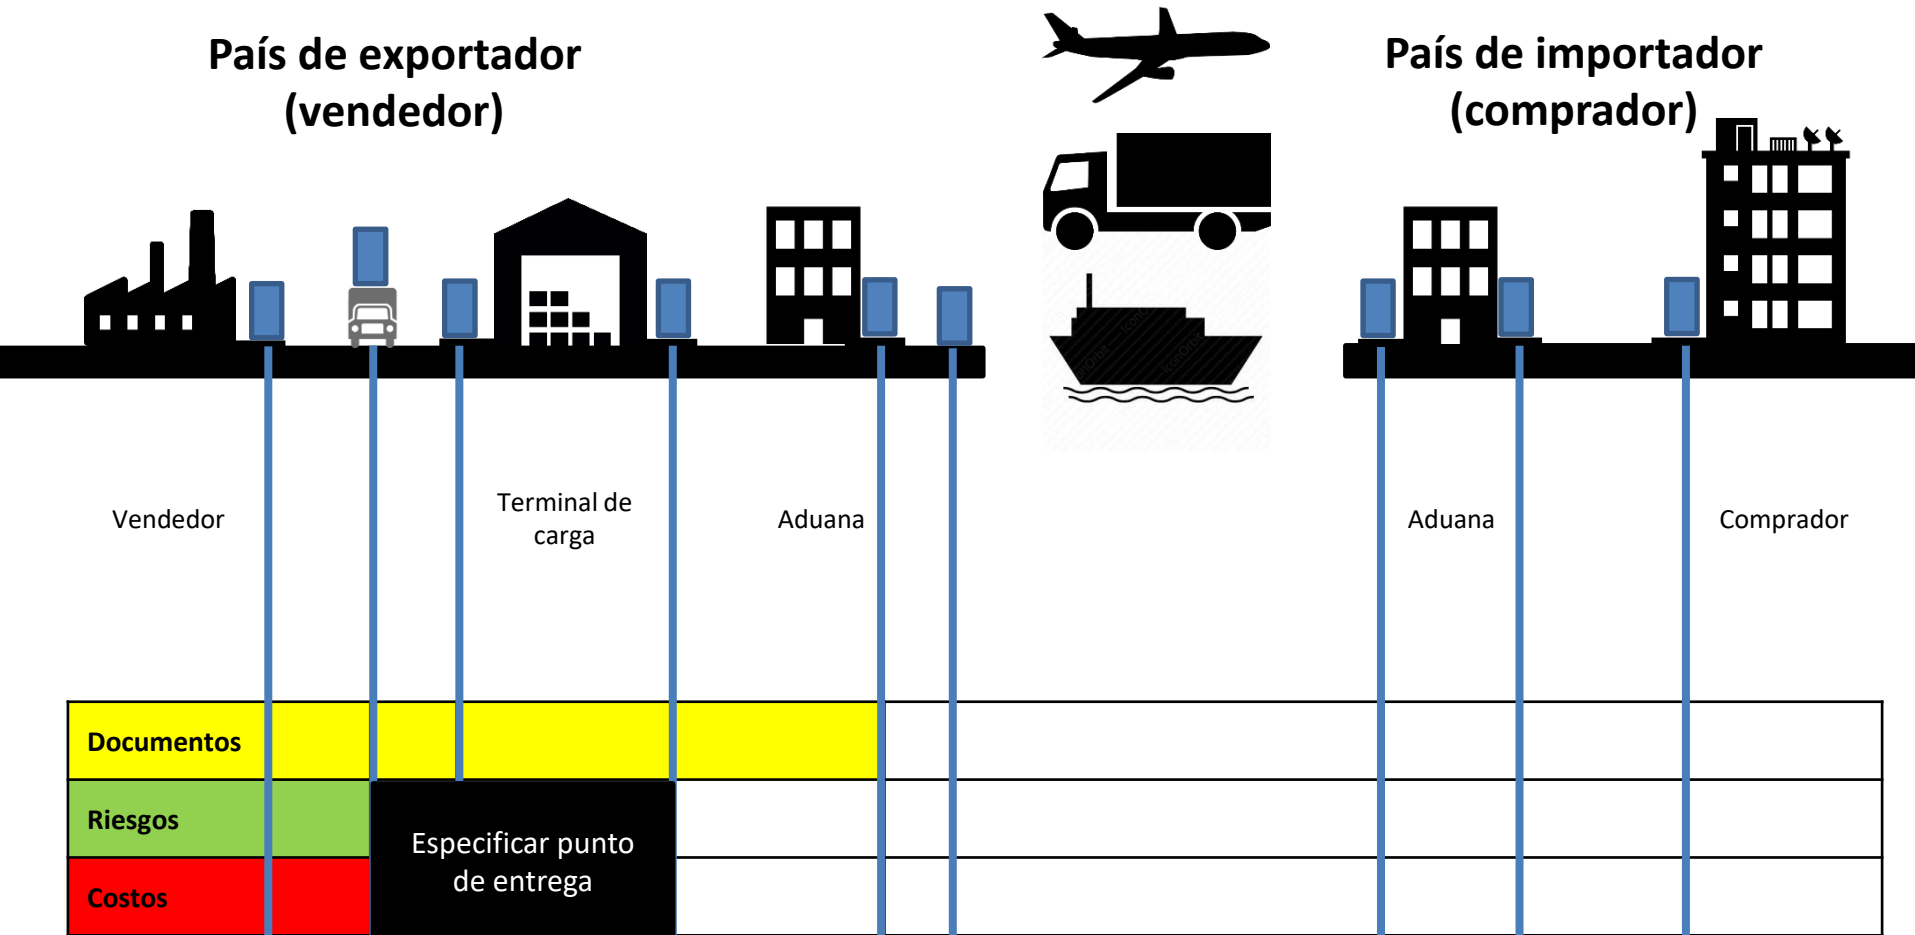 País de exportador
(vendedor)
País de importador
(comprador)
Vendedor
Terminal de
carga
Aduana
Aduana
Comprador
Documentos
Riesgos
Costos
Especificar punto
de entrega